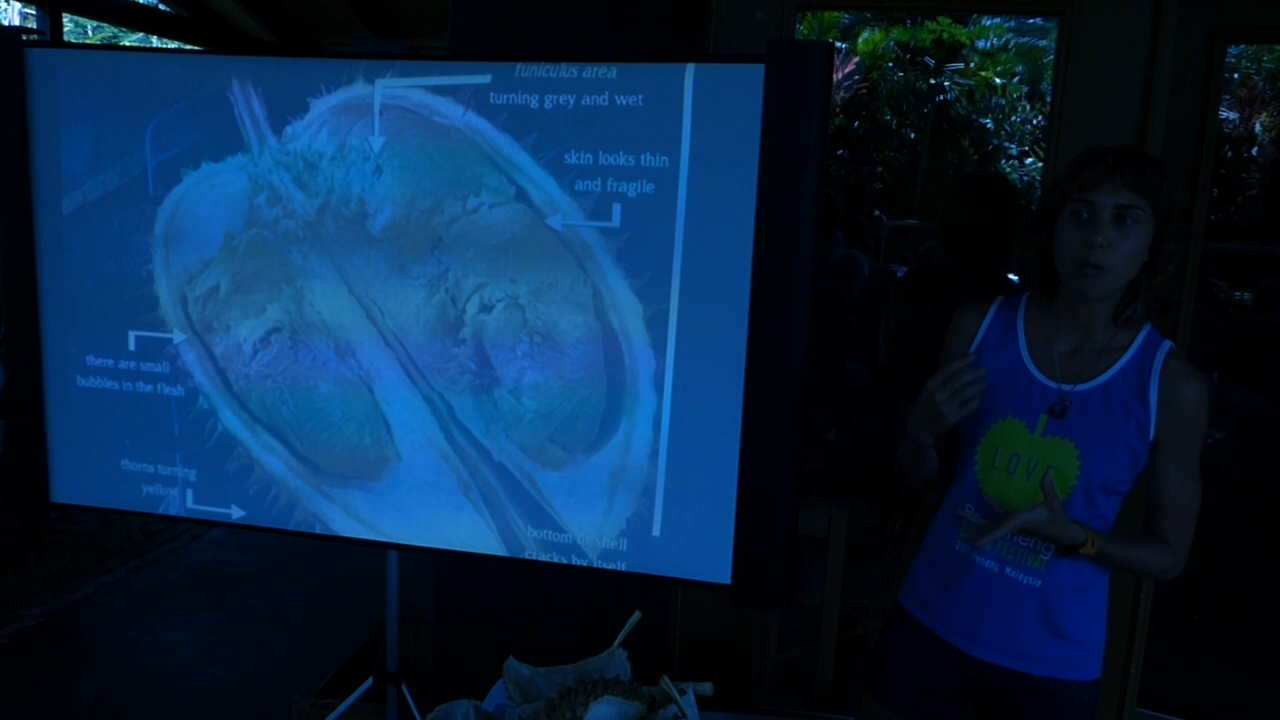 funiculus area
turning grey and wet
skin looks thin
and fragile
there are small
bubbles in the flesh
thorns turning
yellow
bottom of shell
cracks by itself
LOVE
FESTIVAL
Penang, Malaysia